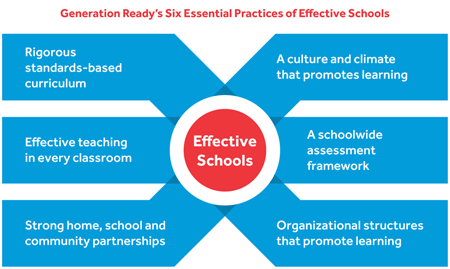 Generation Ready's Six Essential Practices of Effective Schools
Rigorous
standards-based
curriculum
A culture and climate
that promotes learning
Effective teaching
in every classroom
Effective
Schools
A schoolwide
assessment
framework
Strong home, school and
community partnerships
Organizational structures
that promote learning